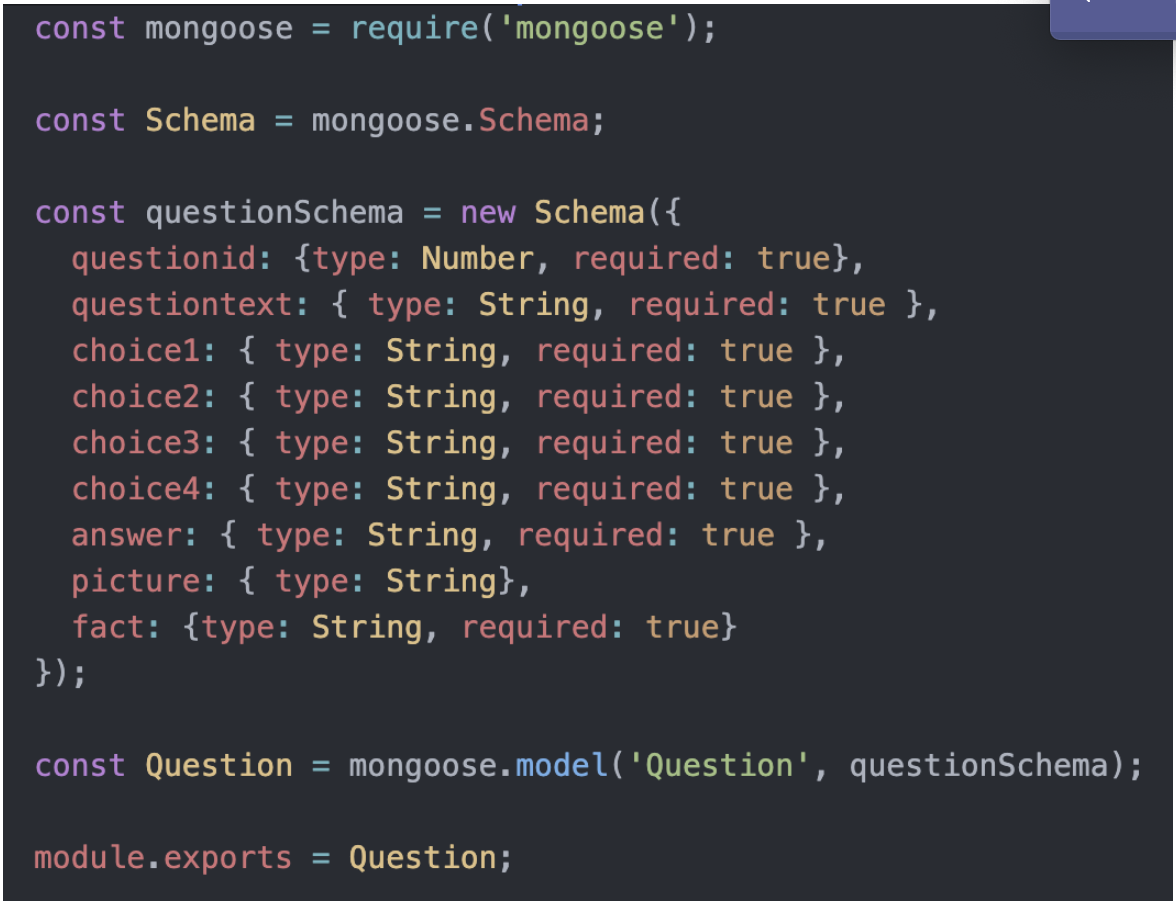 const mongoose = require('mongoose');
const Schema = mongoose.Schema;
const questionSchema = new Schema({
  questionid: {type: Number, required: true},
  questiontext: { type: String, required: true },
  choice1: { type: String, required: true },
  choice2: { type: String, required: true },
  choice3: { type: String, required: true },
  choice4: { type: String, required: true },
  answer: { type: String, required: true },
  picture: { type: String},
  fact: {type: String, required: true}
});
const Question = mongoose.model('Question', questionSchema);
module.exports = Question;